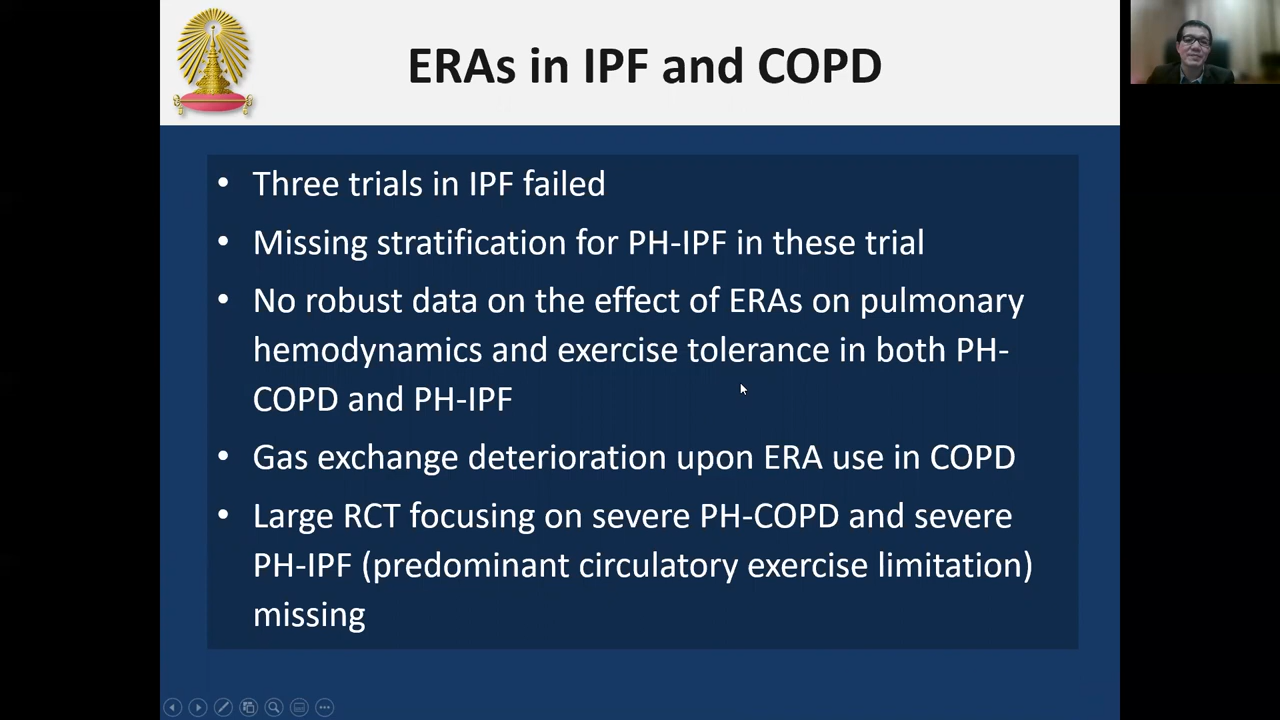 ERAs in IPF and COPD
• Three trials in IPF failed
• Missing stratification for PH-IPF in these trial
• No robust data on the effect of ERAs on pulmonary
hemodynamics and exercise tolerance in both PH-
COPD and PH-IPF
• Gas exchange deterioration upon ERA use in COPD
• Large RCT focusing on severe PH-COPD and severe
PH-IPF (predominant circulatory exercise limitation)
missing